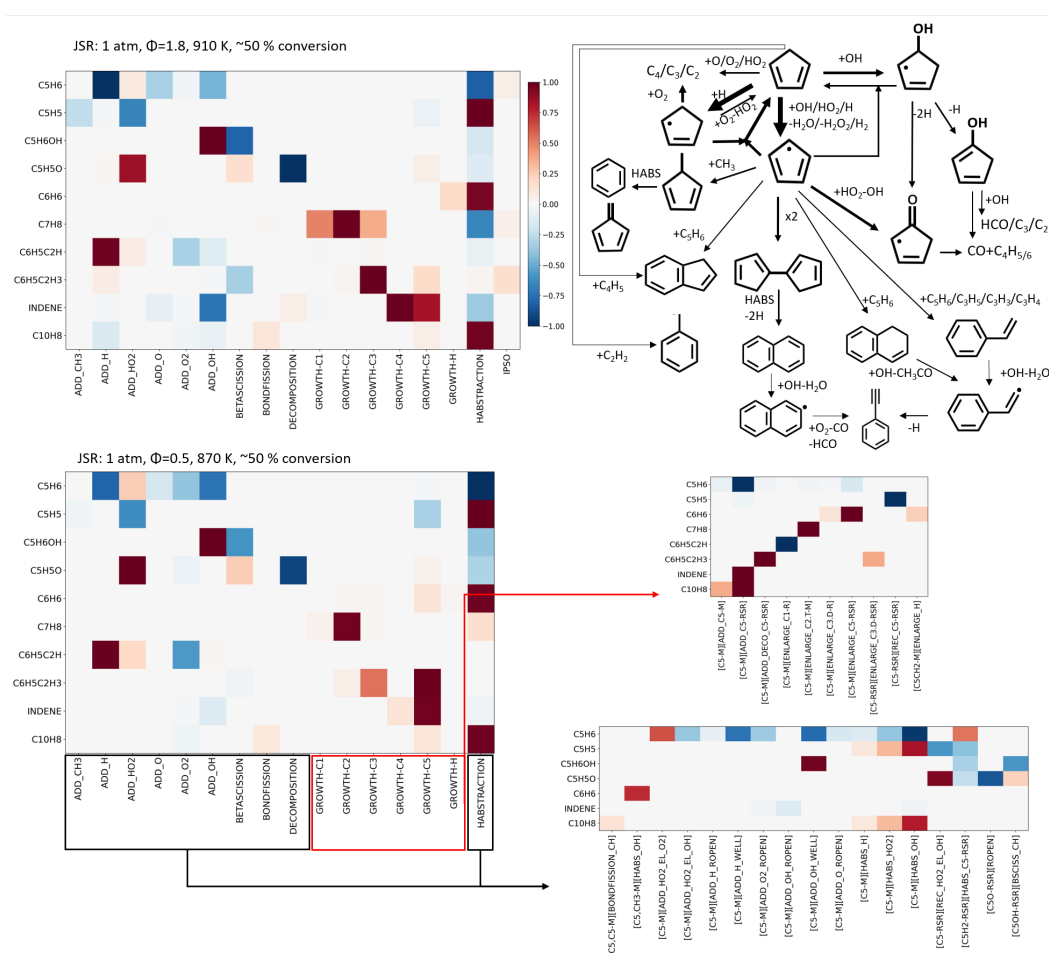 JSR: 1 atm, Φ=1.8, 910 K, ~50 % conversion
C5H6
C5H5
C5H6OH
C5H5O
C6H6
C7H8
C6H5C2H
C6H5C2H3
INDENE
C10H8
ADD_CH3
ADD_H
ADD_HO2
ADD_O
ADD_O2
ADD_OH
BETASCISSION
BONDFISSION
DECOMPOSITION
GROWTH-C1
GROWTH-C2
GROWTH-C3
GROWTH-C4
GROWTH-C5
GROWTH-H
HABSTRACTION
IPSO
1.00
0.75
0.50
0.25
0.00
−0.25
−0.50
−0.75
−1.00
OH
+O/O₂/HO₂
C₄/C₃/C₂
+OH
+O₂
+H
+O₂-HO₂
+OH/HO₂/H
-H₂O/-H₂O₂/H₂
-2H
-H
OH
HABS
+CH₃
+HO₂-OH
+OH
HCO/C₃/C₂
O
x2
+C₅H₆
CO+C₄H₅/₆
+C₄H₅
HABS
-2H
+C₅H₆
+C₅H₆/C₃H₅/C₃H₃/C₃H₄
+C₂H₂
+OH-CH₃CO
+OH-H₂O
+OH-H₂O
+O₂-CO
-HCO
-H
JSR: 1 atm, Φ=0.5, 870 K, ~50 % conversion
C5H6
C5H5
C5H6OH
C5H5O
C6H6
C7H8
C6H5C2H
C6H5C2H3
INDENE
C10H8
ADD_CH3
ADD_H
ADD_HO2
ADD_O
ADD_O2
ADD_OH
BETASCISSION
BONDFISSION
DECOMPOSITION
GROWTH-C1
GROWTH-C2
GROWTH-C3
GROWTH-C4
GROWTH-C5
GROWTH-H
HABSTRACTION
C5H6
C5H5
C6H6
C7H8
C6H5C2H
C6H5C2H3
INDENE
C10H8
[C5-M][ADD_C5-M]
[C5-M][ADD_C5-RSR]
[C5-M][ADD_DECO_C5-RSR]
[C5-M][ENLARGE_C1-R]
[C5-M][ENLARGE_C2.T-M]
[C5-M][ENLARGE_C3.D-R]
[C5-M][ENLARGE_C5-RSR]
[C5-RSR][ENLARGE_C3.D-RSR]
[C5-RSR][REC_C5-RSR]
[C5CH2-M][ENLARGE_H]
C5H6
C5H5
C5H6OH
C5H5O
C6H6
INDENE
C10H8
[C5,C5-M][BONDFISSION_CH]
[C5,CH3-M][HABS_OH]
[C5-M][ADD_HO2_EL_O2]
[C5-M][ADD_HO2_EL_OH]
[C5-M][ADD_H_ROPEN]
[C5-M][ADD_H_WELL]
[C5-M][ADD_O2_ROPEN]
[C5-M][ADD_OH_ROPEN]
[C5-M][ADD_OH_WELL]
[C5-M][ADD_O_ROPEN]
[C5-M][HABS_H]
[C5-M][HABS_HO2]
[C5-M][HABS_OH]
[C5-RSR][REC_HO2_EL_OH]
[C5H2-RSR][HABS_C5-RSR]
[C5O-RSR][ROPEN]
[C5OH-RSR][BSCISS_CH]